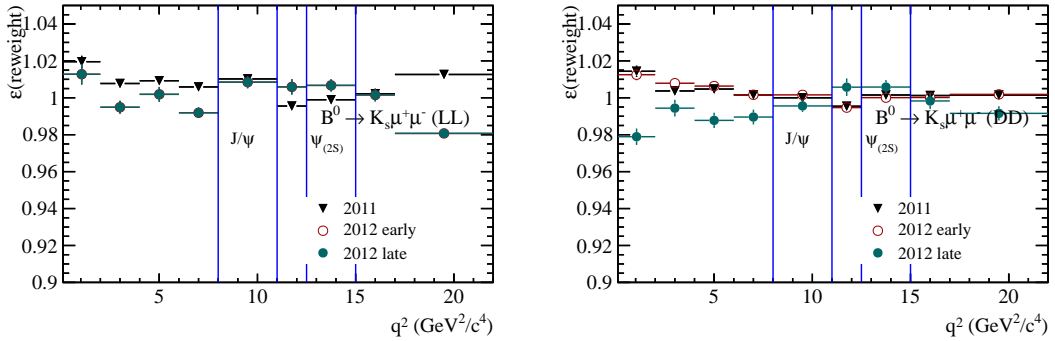 ε(reweight)
1.04
1.02
1
0.98
0.96
0.94
0.92
0.9
B⁰ → Kₛμ⁺μ⁻ (LL)
J/ψ
ψ(2S)
2011
2012 early
2012 late
5
10
15
20
q² (GeV²/c⁴)
ε(reweight)
1.04
1.02
1
0.98
0.96
0.94
0.92
0.9
B⁰ → Kₛμ⁺μ⁻ (DD)
J/ψ
ψ(2S)
2011
2012 early
2012 late
5
10
15
20
q² (GeV²/c⁴)